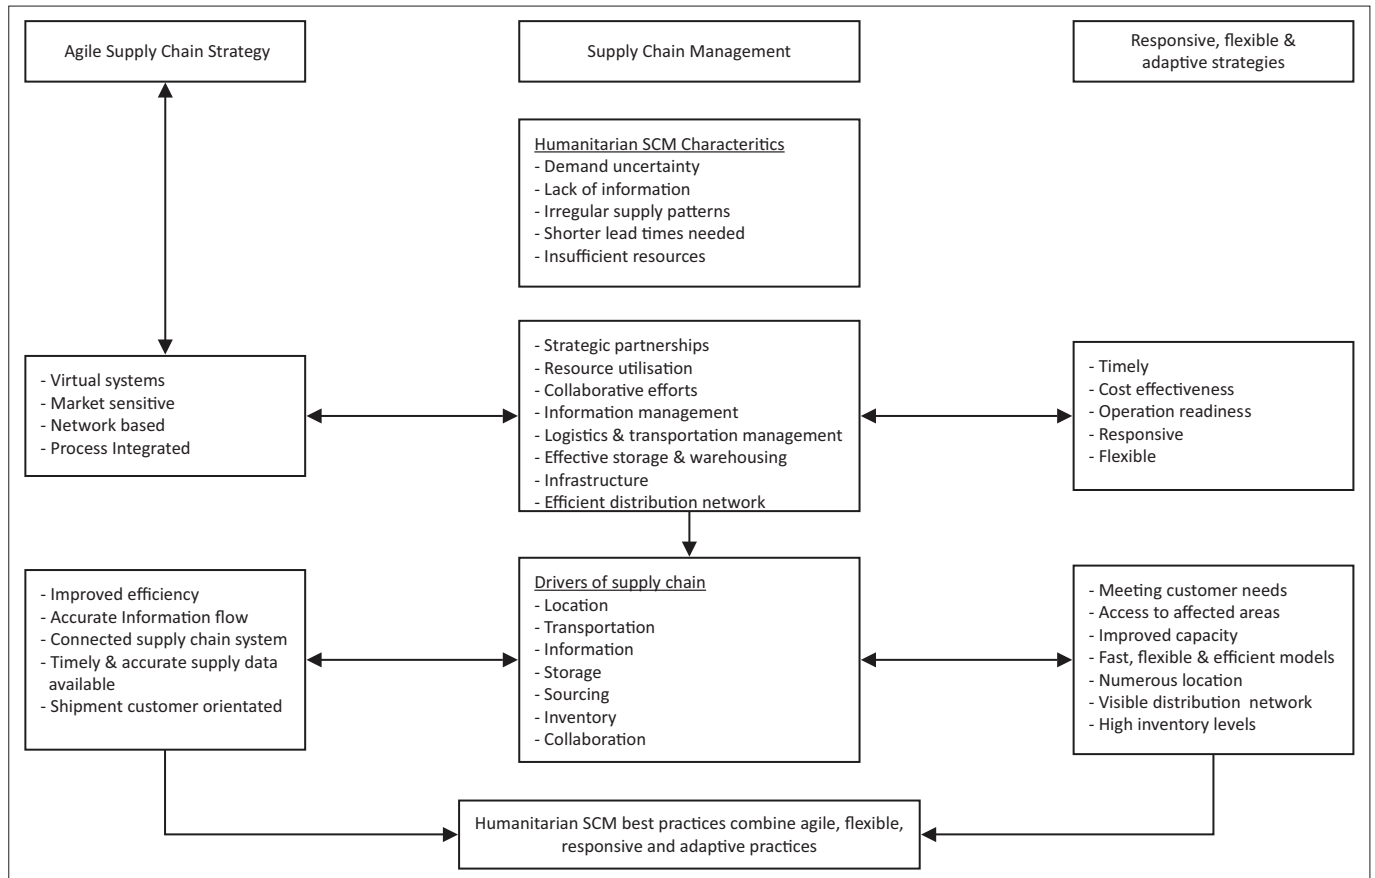 Agile Supply Chain Strategy
Supply Chain Management
Responsive, flexible &
adaptive strategies
Humanitarian SCM Characteritics
- Demand uncertainty
- Lack of information
- Irregular supply patterns
- Shorter lead times needed
- Insufficient resources
- Virtual systems
- Market sensitive
- Network based
- Process Integrated
- Strategic partnerships
- Resource utilisation
- Collaborative efforts
- Information management
- Logistics & transportation management
- Effective storage & warehousing
- Infrastructure
- Efficient distribution network
- Timely
- Cost effectiveness
- Operation readiness
- Responsive
- Flexible
- Improved efficiency
- Accurate Information flow
- Connected supply chain system
- Timely & accurate supply data
available
- Shipment customer orientated
Drivers of supply chain
- Location
- Transportation
- Information
- Storage
- Sourcing
- Inventory
- Collaboration
- Meeting customer needs
- Access to affected areas
- Improved capacity
- Fast, flexible & efficient models
- Numerous location
- Visible distribution network
- High inventory levels
Humanitarian SCM best practices combine agile, flexible,
responsive and adaptive practices